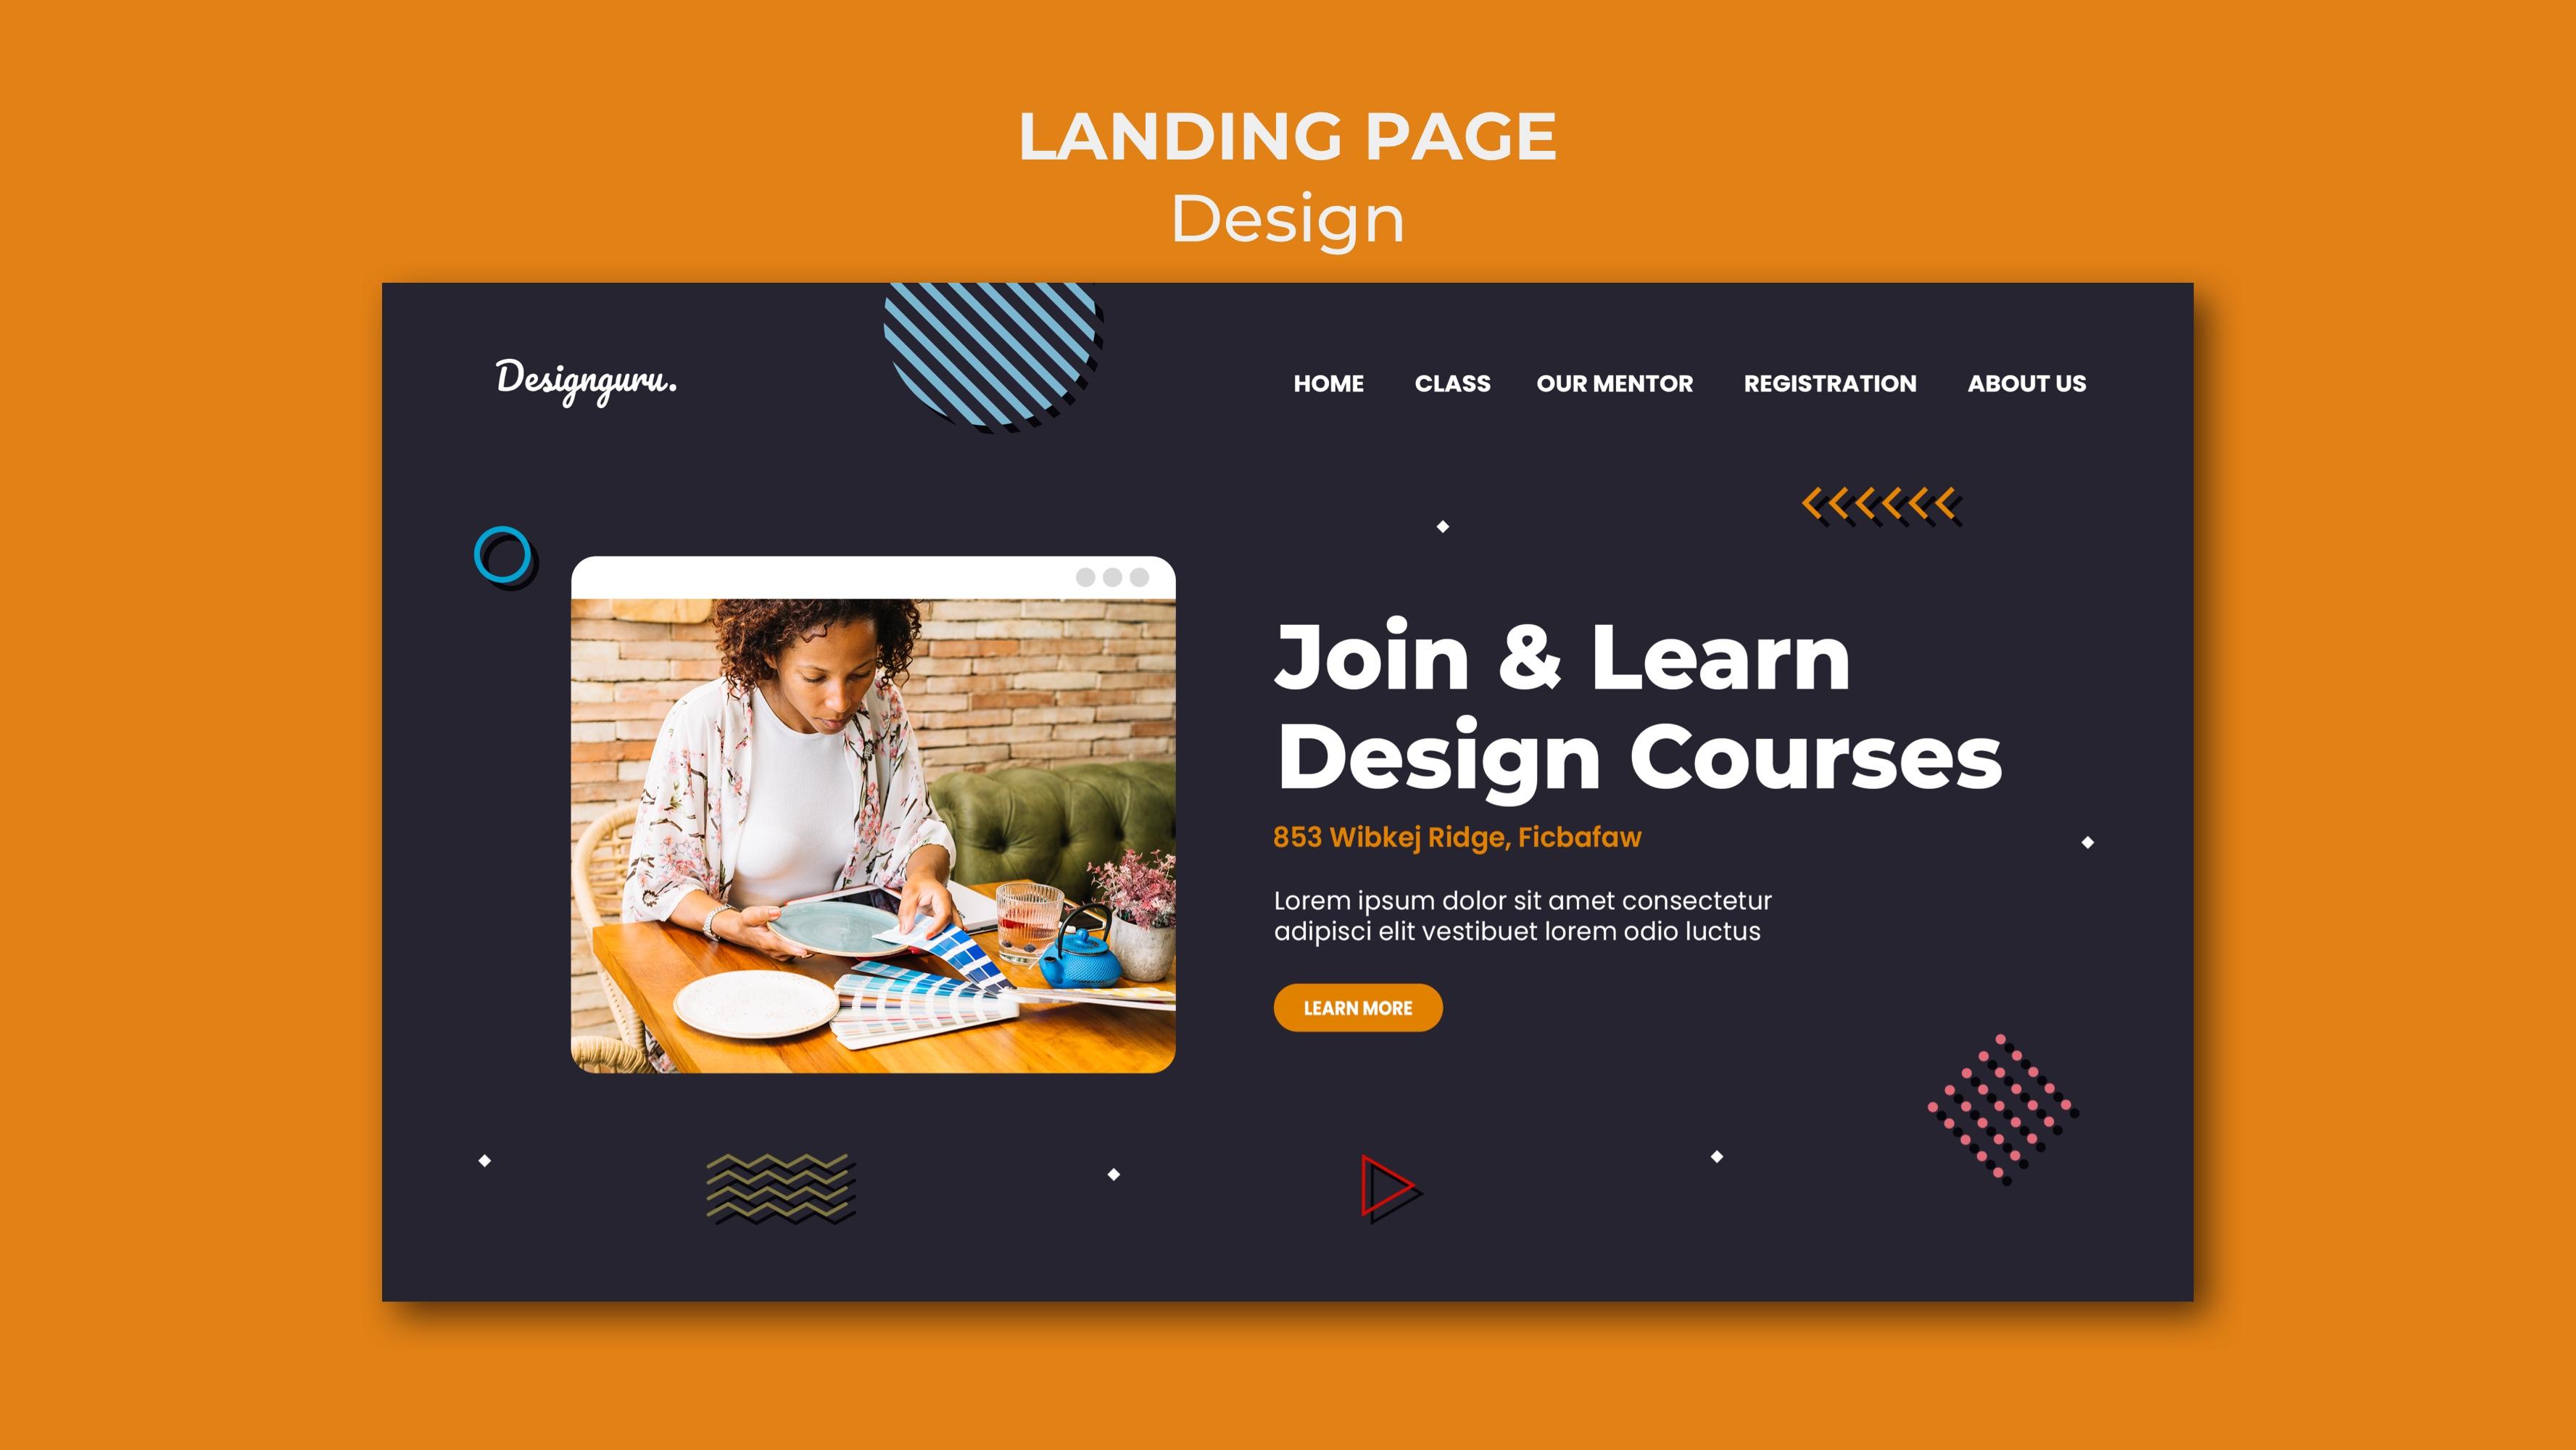 LANDING PAGE
Design
Designguru.
HOME CLASS OUR MENTOR REGISTRATION ABOUT US
Join & Learn
Design Courses
853 Wibkej Ridge, Ficbafaw
Lorem ipsum dolor sit amet consectetur
adipisci elit vestibuet lorem odio luctus
LEARN MORE